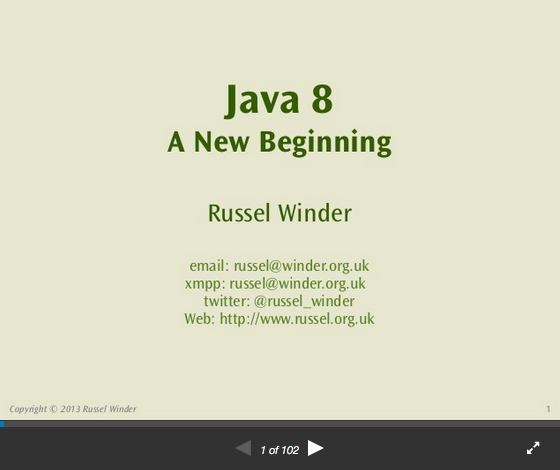 Java 8
A New Beginning
Russel Winder
email: russel@winder.org.uk
xmpp: russel@winder.org.uk
twitter: @russel_winder
Web: http://www.russel.org.uk
Copyright © 2013 Russel Winder
1
1 of 102